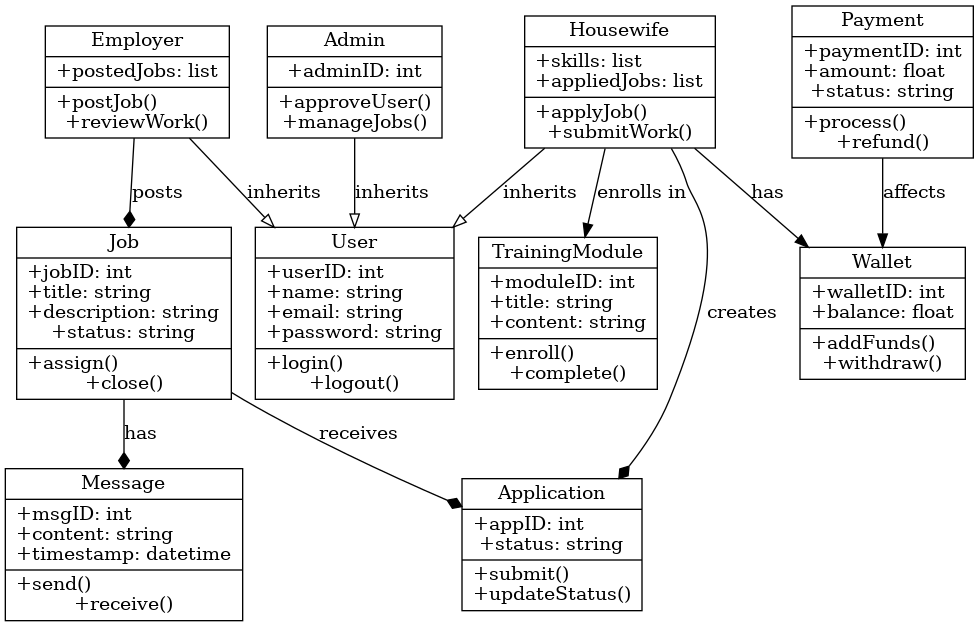 Employer
+postedJobs: list
+postJob()
+reviewWork()
Admin
+adminID: int
+approveUser()
+manageJobs()
Housewife
+skills: list
+appliedJobs: list
+applyJob()
+submitWork()
Payment
+paymentID: int
+amount: float
+status: string
+process()
+refund()
posts
inherits
inherits
inherits
enrolls in
has
affects
Job
+jobID: int
+title: string
+description: string
+status: string
+assign()
+close()
User
+userID: int
+name: string
+email: string
+password: string
+login()
+logout()
TrainingModule
+moduleID: int
+title: string
+content: string
+enroll()
+complete()
creates
Wallet
+walletID: int
+balance: float
+addFunds()
+withdraw()
has
receives
Message
+msgID: int
+content: string
+timestamp: datetime
+send()
+receive()
Application
+appID: int
+status: string
+submit()
+updateStatus()